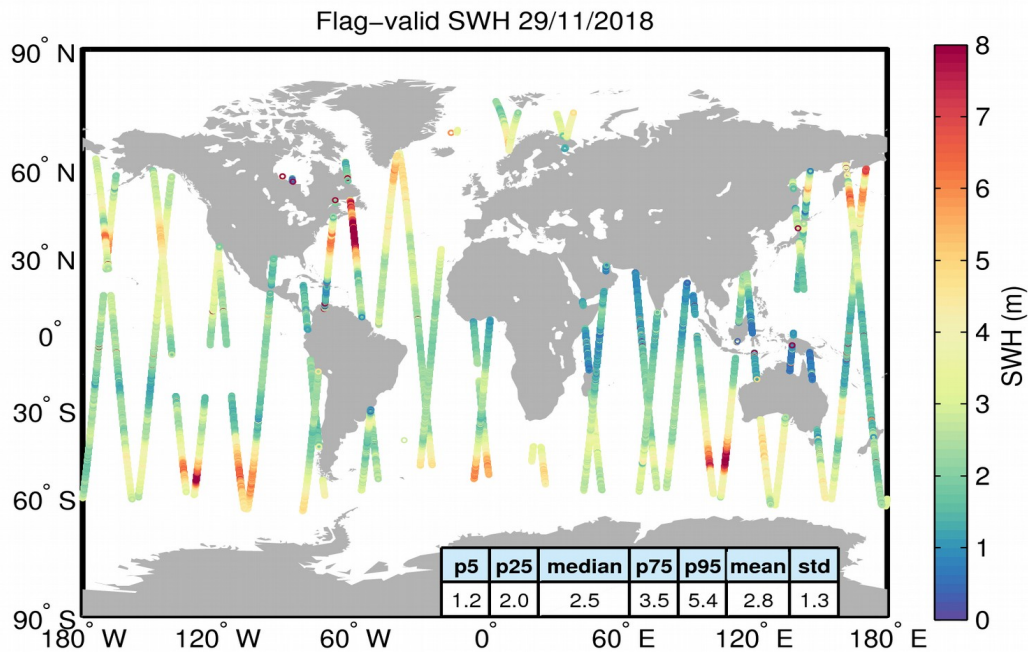 Flag−valid SWH 29/11/2018
90° N
60° N
30° N
0°
30° S
60° S
90° S
180° W
120° W
60° W
0°
60° E
120° E
180° E
p5 p25 median p75 p95 mean std
1.2 2.0 2.5 3.5 5.4 2.8 1.3
8
7
6
5
4
3
2
1
0
SWH (m)